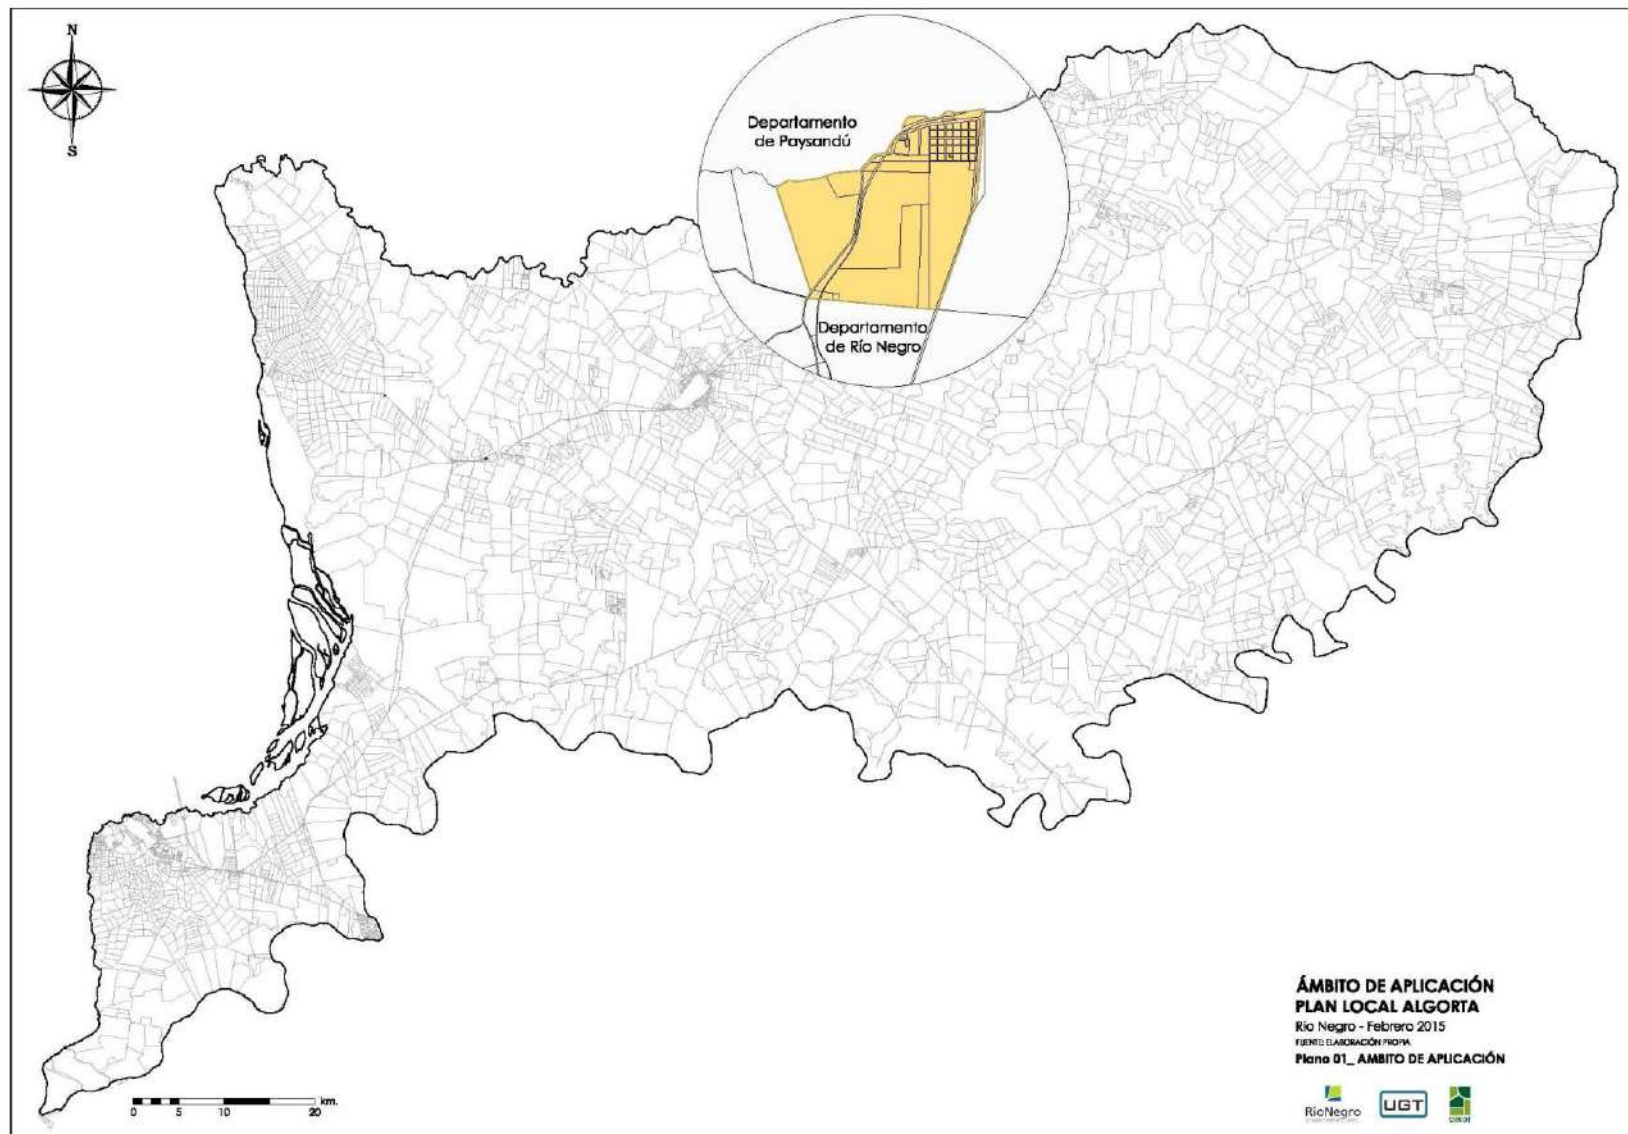 N
S
Departamento
de Paysandú
Departamento
de Río Negro
ÁMBITO DE APLICACIÓN
PLAN LOCAL ALGORTA
Río Negro - Febrero 2015
FUENTE: ELABORACIÓN PROPIA
Plano 01_ AMBITO DE APLICACIÓN
0 5 10 20 km.
RíoNegro
UGT